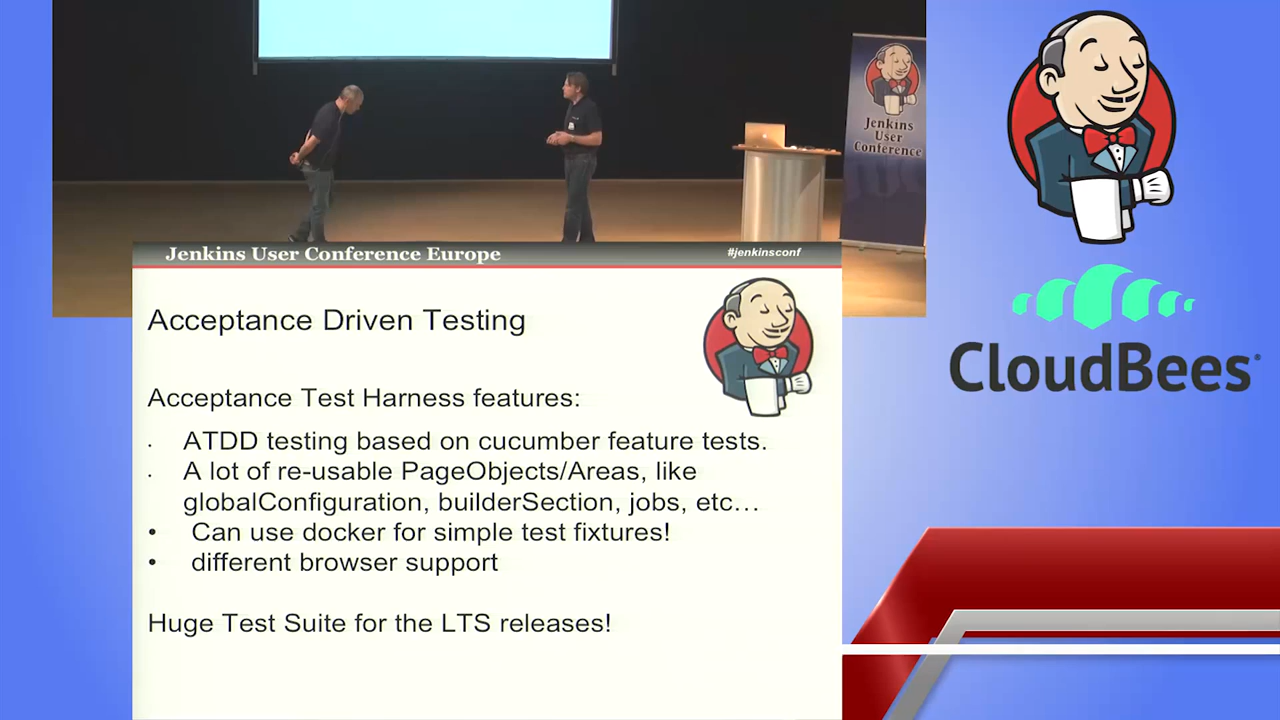 Jenkins
User
Conference
Jenkins User Conference Europe
#jenkinsconf
Acceptance Driven Testing
Acceptance Test Harness features:
· ATDD testing based on cucumber feature tests.
· A lot of re-usable PageObjects/Areas, like
globalConfiguration, builderSection, jobs, etc…
• Can use docker for simple test fixtures!
• different browser support
Huge Test Suite for the LTS releases!
CloudBees